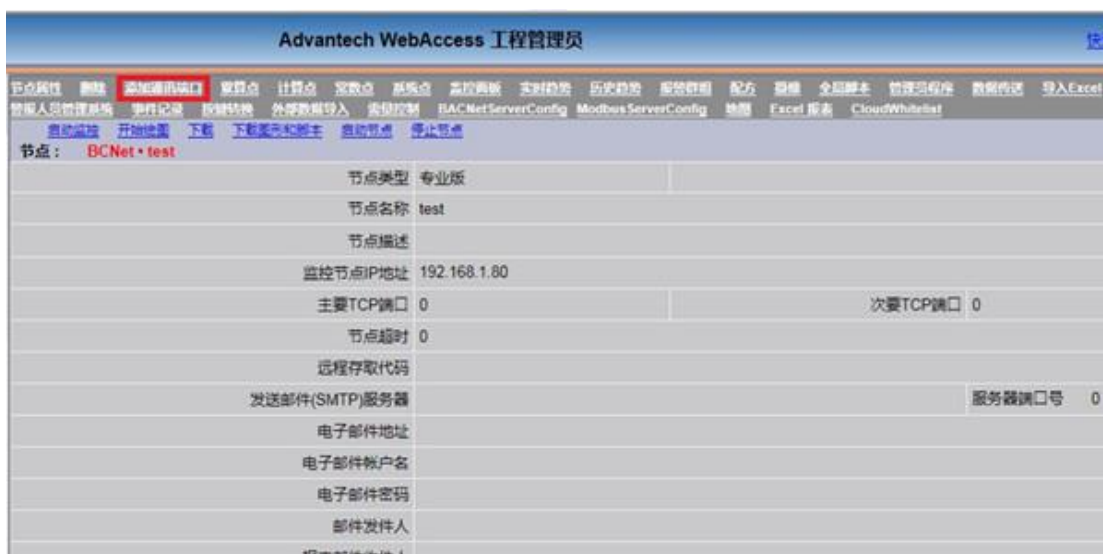 Advantech WebAccess 工程管理员 快
节点属性 删除 添加通讯端口 累算点 计算点 常数点 系统点 监控面板 实时趋势 历史趋势 报警群组 配方 全局脚本 管理员程序 数据传送 导入Excel
警报人员管理系统 事件记录 按键转换 外部数据导入 需量控制 BACNetServerConfig ModbusServerConfig 地图 Excel 报表 CloudWhitelist
启动监控 开始绘图 下载 下载图形和脚本 启动节点 停止节点
节点: BCNet • test
节点类型 专业版
节点名称 test
节点描述
监控节点IP地址 192.168.1.80
主要TCP端口 0 次要TCP端口 0
节点超时 0
远程存取代码
发送邮件(SMTP)服务器 服务器端口号 0
电子邮件地址
电子邮件帐户名
电子邮件密码
邮件发件人